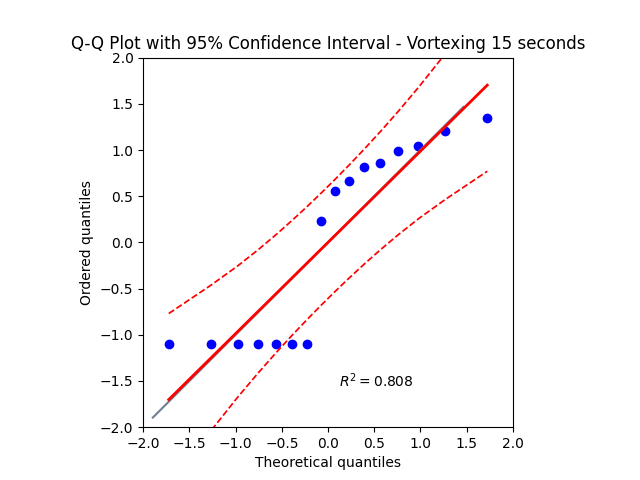 Q-Q Plot with 95% Confidence Interval - Vortexing 15 seconds
2.0
1.5
1.0
0.5
0.0
−0.5
−1.0
−1.5
−2.0
Ordered quantiles
R² = 0.808
−2.0 −1.5 −1.0 −0.5 0.0 0.5 1.0 1.5 2.0
Theoretical quantiles